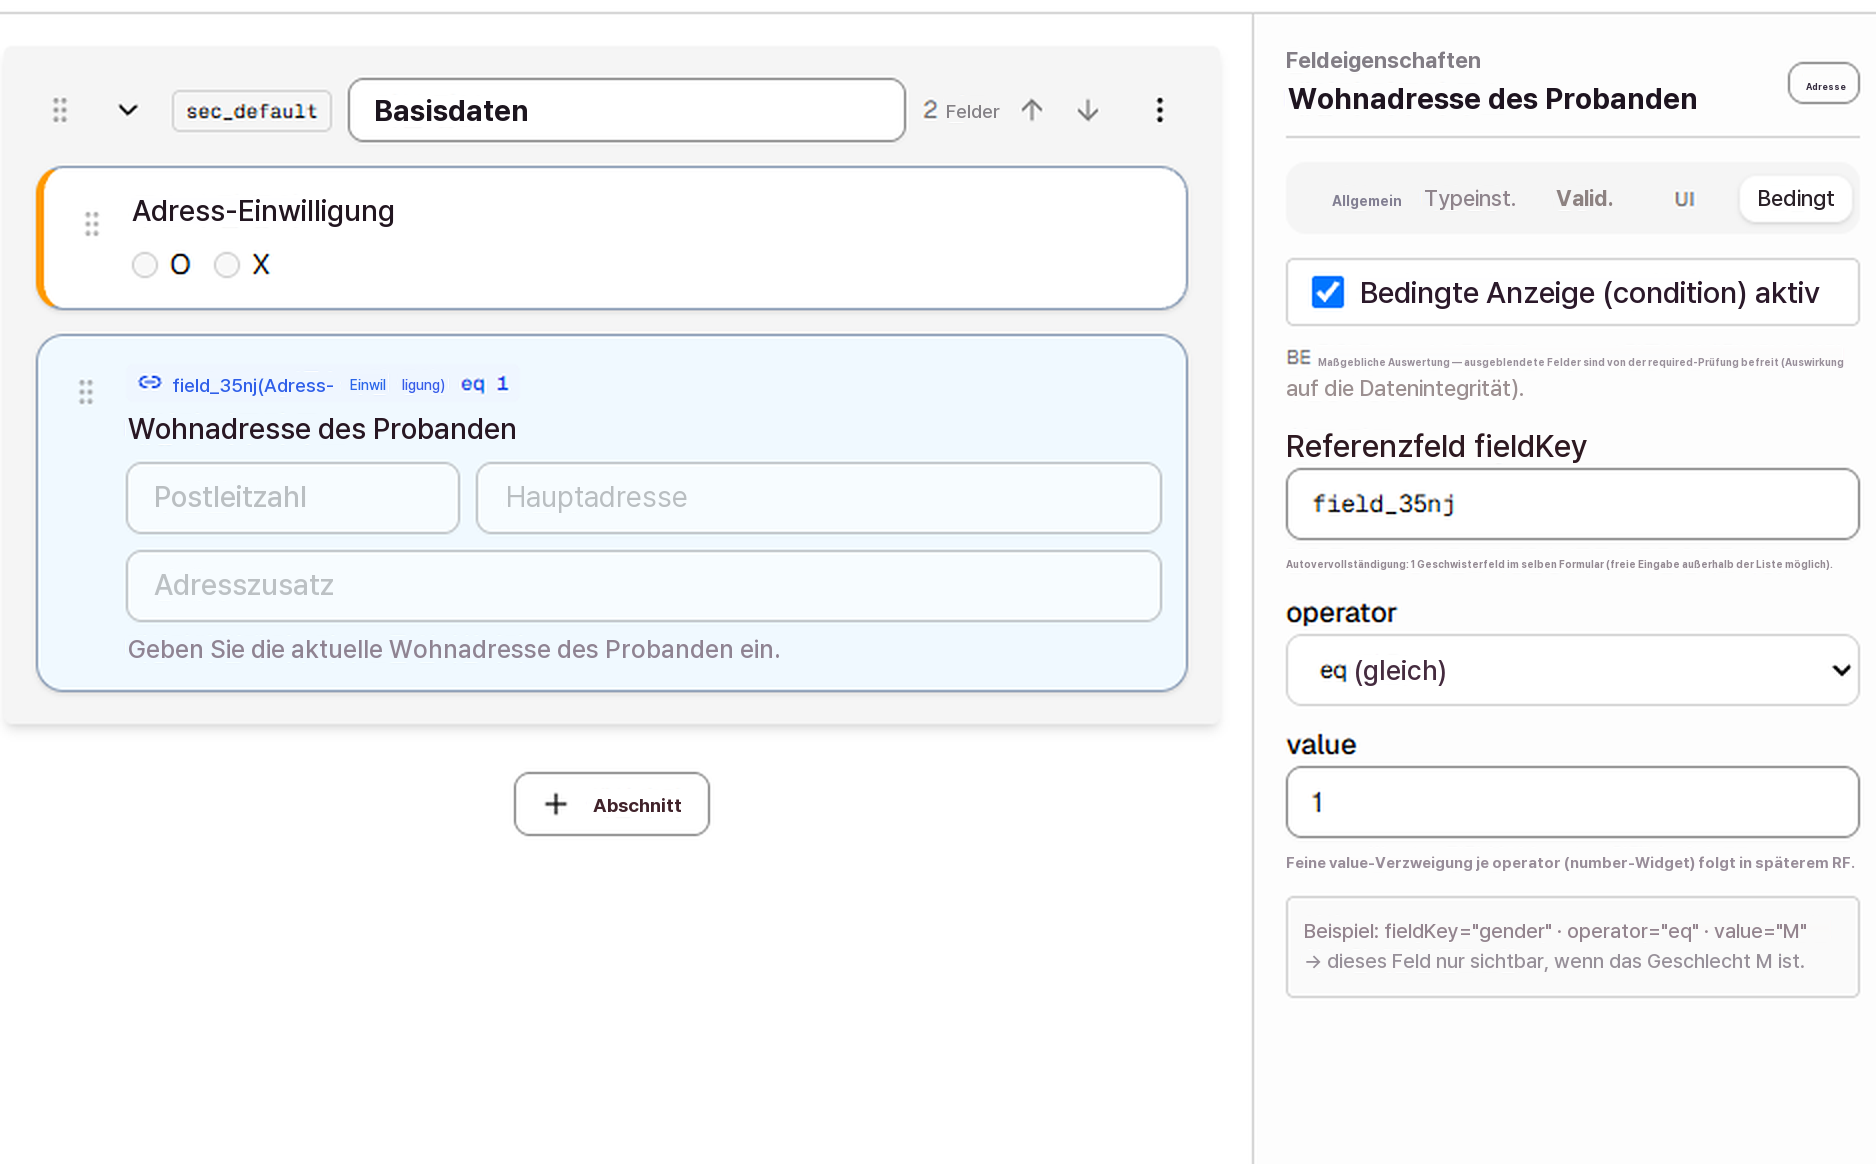 sec_default
Basisdaten
2 Felder
Adress-Einwilligung
O X
field_35nj(Adress-Einwilligung) eq 1
Wohnadresse des Probanden
Postleitzahl
Hauptadresse
Adresszusatz
Geben Sie die aktuelle Wohnadresse des Probanden ein.
Abschnitt
Feldeigenschaften
Wohnadresse des Probanden
Adresse
Allgemein Typeinst. Valid. UI Bedingt
Bedingte Anzeige (condition) aktiv
BE Maßgebliche Auswertung — ausgeblendete Felder sind von der required-Prüfung befreit (Auswirkung
auf die Datenintegrität).
Referenzfeld fieldKey
field_35nj
Autovervollständigung: 1 Geschwisterfeld im selben Formular (freie Eingabe außerhalb der Liste möglich).
operator
eq (gleich)
value
1
Feine value-Verzweigung je operator (number-Widget) folgt in späterem RF.
Beispiel: fieldKey="gender" · operator="eq" · value="M"
→ dieses Feld nur sichtbar, wenn das Geschlecht M ist.